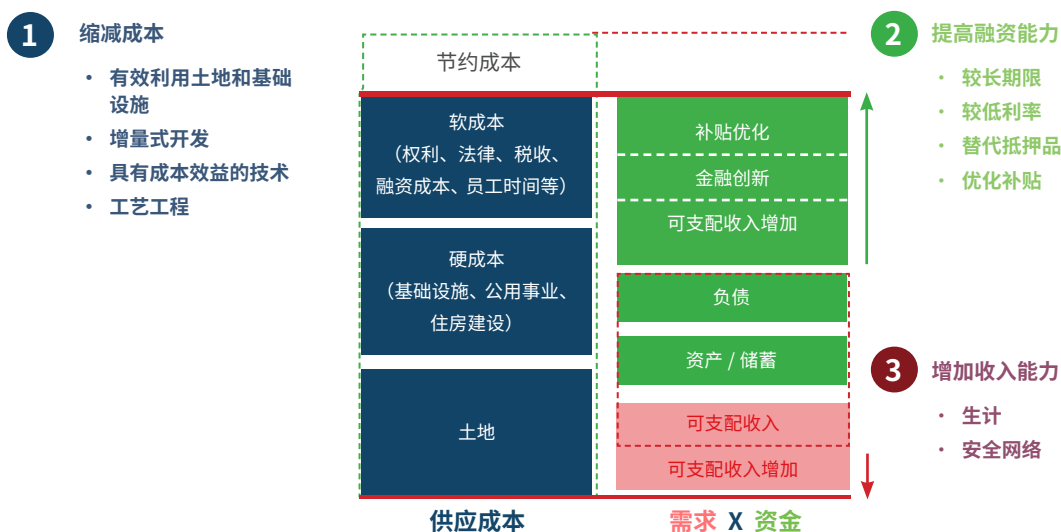 1
缩减成本
• 有效利用土地和基础
设施
• 增量式开发
• 具有成本效益的技术
• 工艺工程
节约成本
软成本
（权利、法律、税收、
融资成本、员工时间等）
硬成本
（基础设施、公用事业、
住房建设）
土地
供应成本
补贴优化
金融创新
可支配收入增加
负债
资产 / 储蓄
可支配收入
可支配收入增加
需求 X 资金
2
提高融资能力
• 较长期限
• 较低利率
• 替代抵押品
• 优化补贴
3
增加收入能力
• 生计
• 安全网络